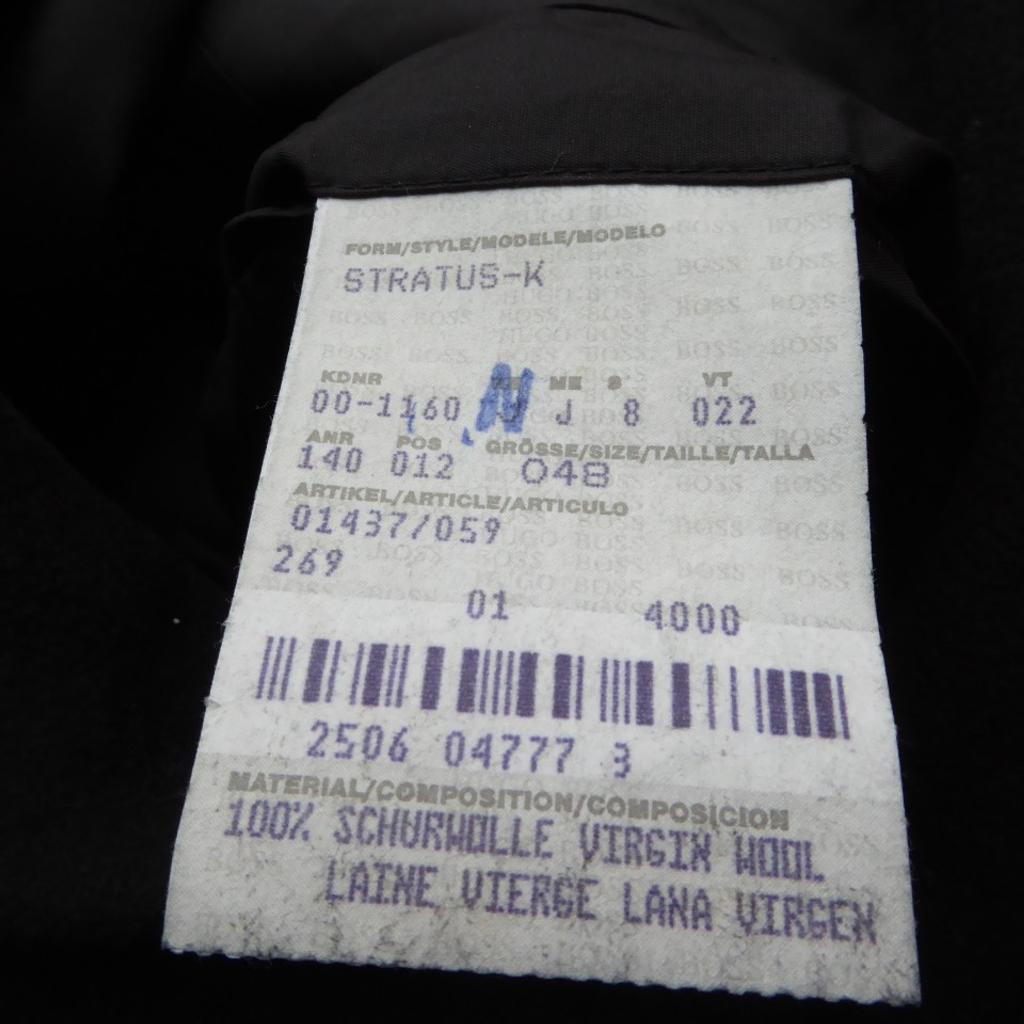 FORM/STYLE/MODELE/MODELO
STRATUS-K
KDNR ME S VT
00-1160 J 8 022
ANR POS GRÖSSE/SIZE/TAILLE/TALLA
140 012 048
ARTIKEL/ARTICLE/ARTICULO
01437/059
269
01 4000
2506 04777 3
MATERIAL/COMPOSITION/COMPOSICION
100% SCHURWOLLE VIRGIN WOOL
LAINE VIERGE LANA VIRGEN